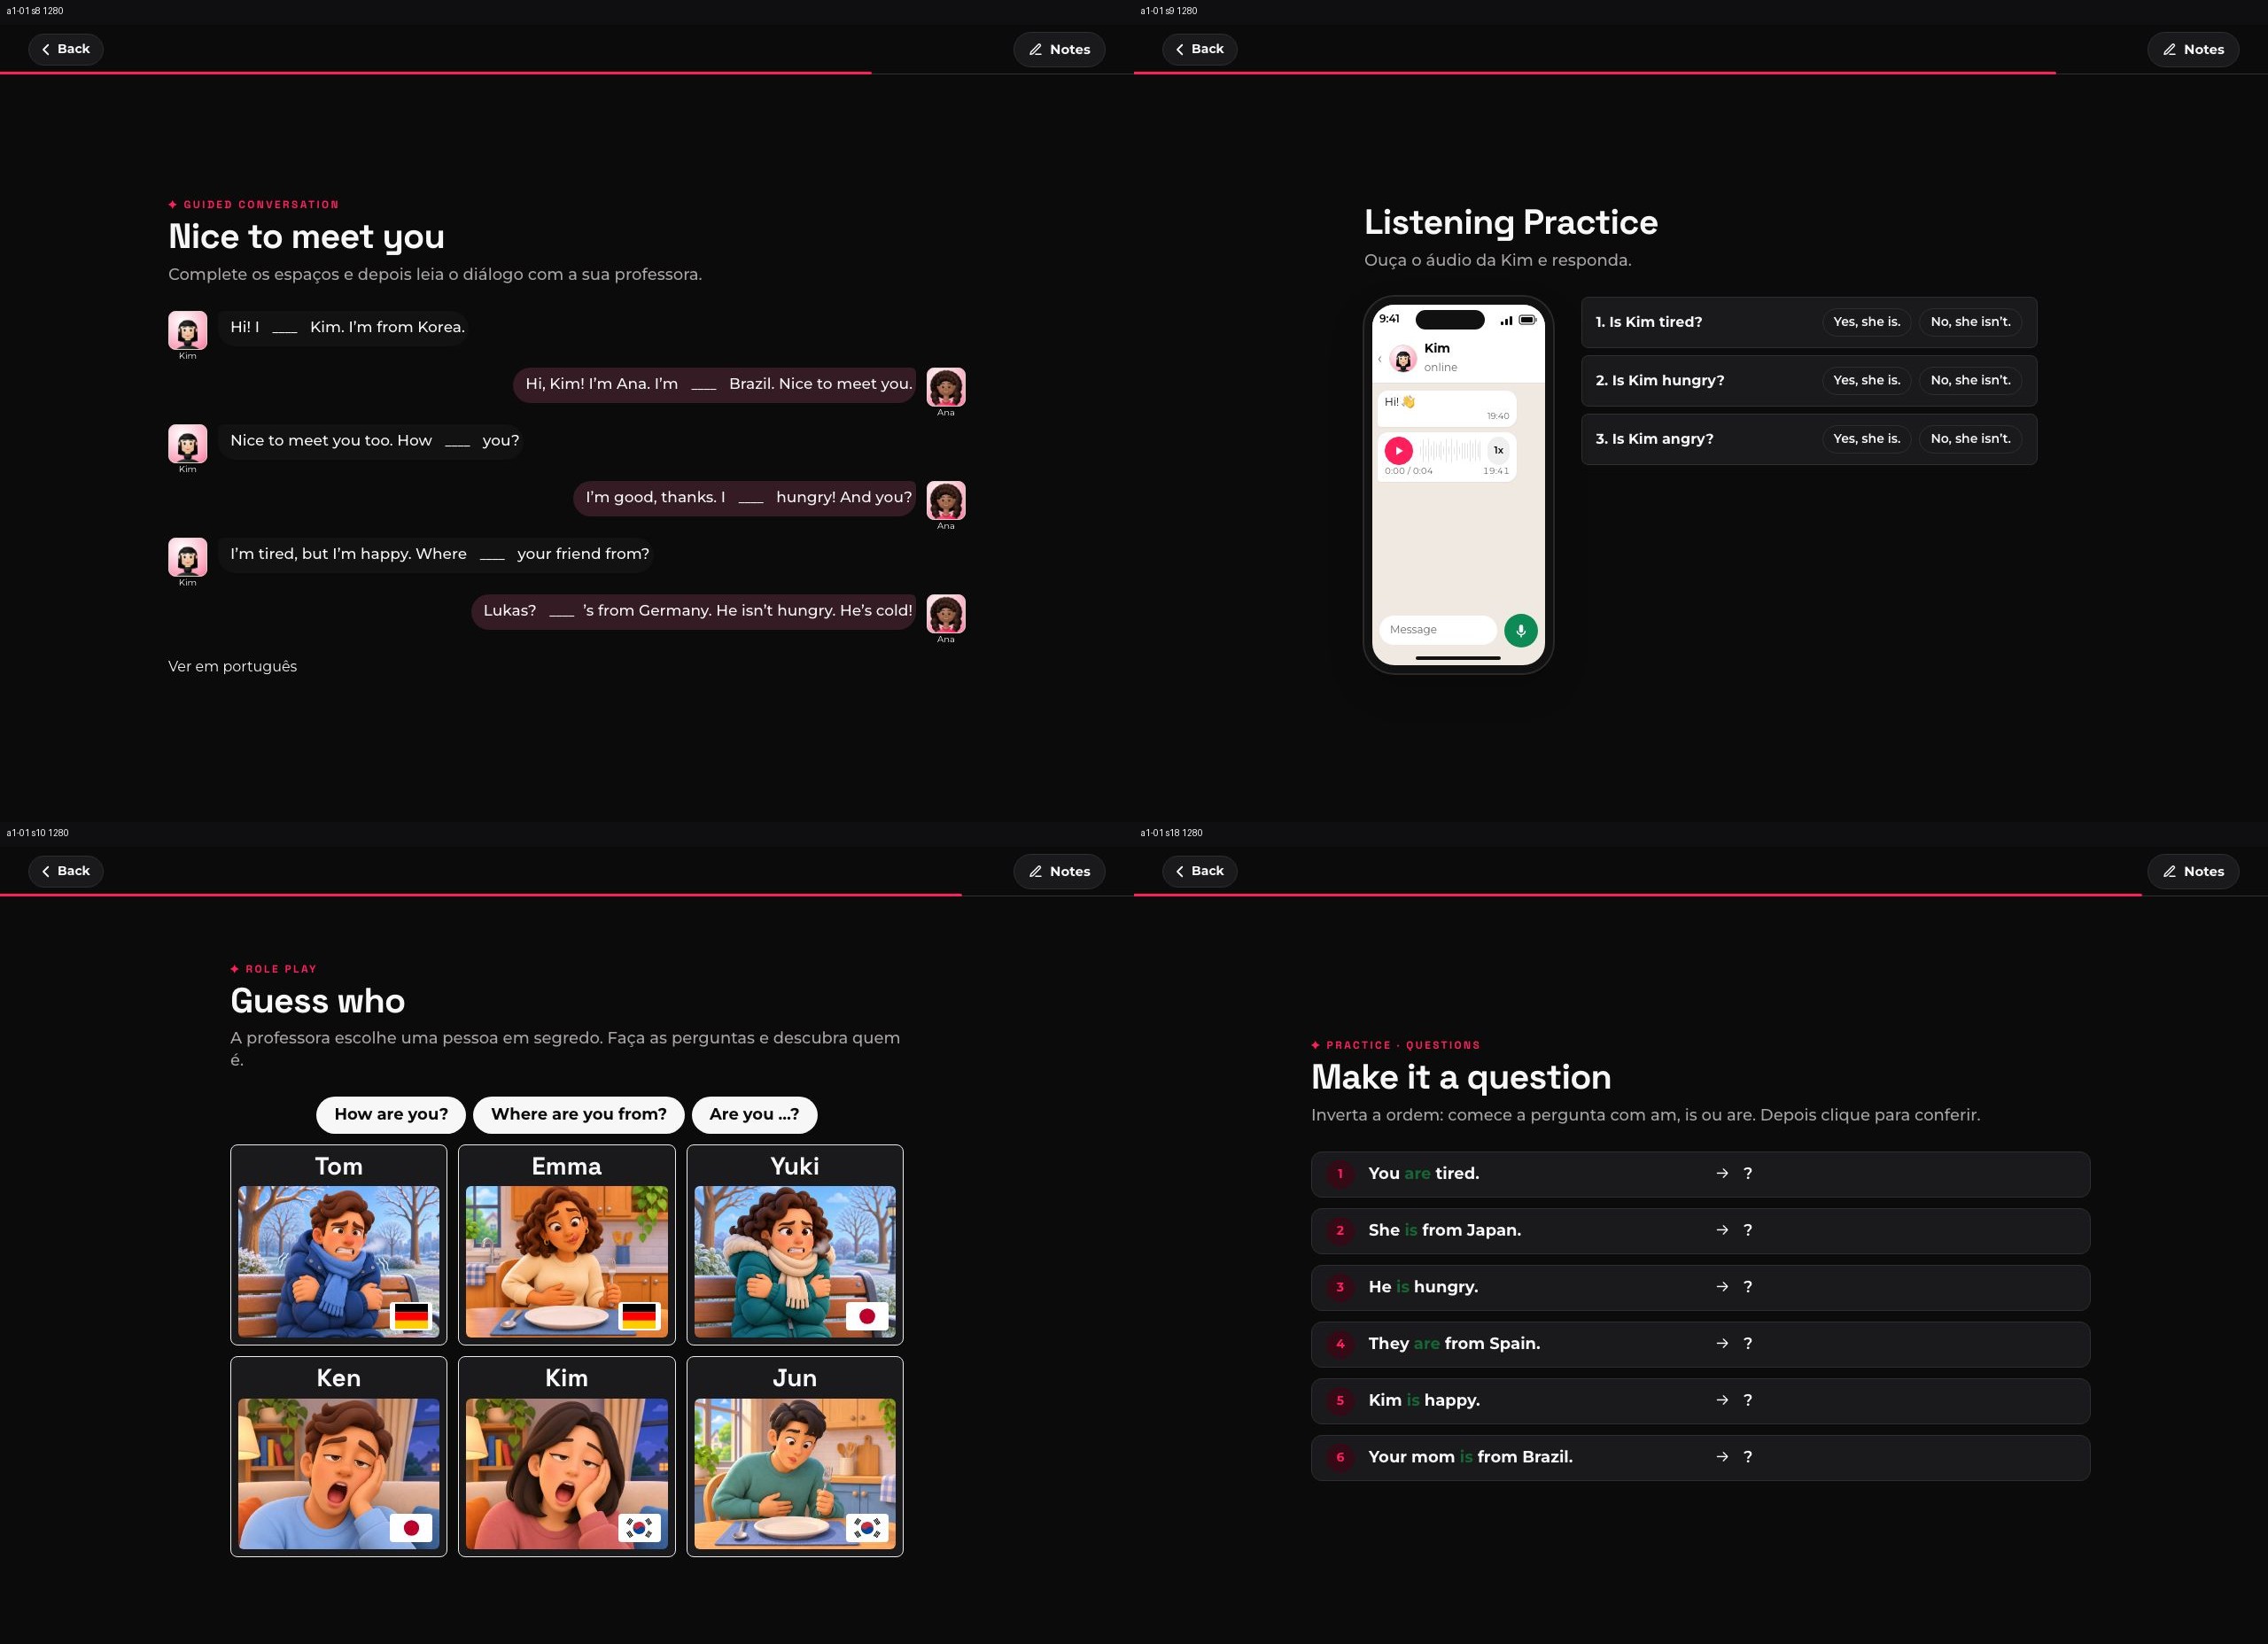 a1-01 s8 1280
Back
Notes
GUIDED CONVERSATION
Nice to meet you
Complete os espaços e depois leia o diálogo com a sua professora.
Hi! I ___ Kim. I’m from Korea.
Kim
Hi, Kim! I’m Ana. I’m ___ Brazil. Nice to meet you.
Ana
Nice to meet you too. How ___ you?
Kim
I’m good, thanks. I ___ hungry! And you?
Ana
I’m tired, but I’m happy. Where ___ your friend from?
Kim
Lukas? ___ ’s from Germany. He isn’t hungry. He’s cold!
Ana
Ver em português
a1-01 s9 1280
Back
Notes
Listening Practice
Ouça o áudio da Kim e responda.
9:41
Kim
online
Hi! 👋
19:40
1x
0:00 / 0:04
19:41
Message
1. Is Kim tired? Yes, she is. No, she isn’t.
2. Is Kim hungry? Yes, she is. No, she isn’t.
3. Is Kim angry? Yes, she is. No, she isn’t.
a1-01 s10 1280
Back
Notes
ROLE PLAY
Guess who
A professora escolhe uma pessoa em segredo. Faça as perguntas e descubra quem
é.
How are you? Where are you from? Are you ...?
Tom Emma Yuki
Ken Kim Jun
a1-01 s18 1280
Back
Notes
PRACTICE · QUESTIONS
Make it a question
Inverta a ordem: comece a pergunta com am, is ou are. Depois clique para conferir.
1 You are tired. → ?
2 She is from Japan. → ?
3 He is hungry. → ?
4 They are from Spain. → ?
5 Kim is happy. → ?
6 Your mom is from Brazil. → ?